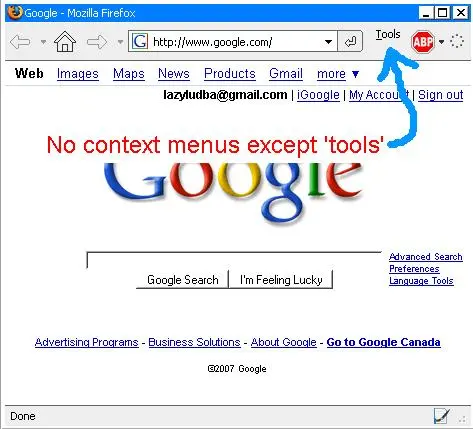 Google - Mozilla Firefox
http://www.google.com/ Tools ABP
Web Images Maps News Products Gmail more ▼
lazyludba@gmail.com | iGoogle | My Account | Sign out
No context menus except 'tools'
Google
Advanced Search
Preferences
Language Tools
Google Search I'm Feeling Lucky
Advertising Programs - Business Solutions - About Google - Go to Google Canada
©2007 Google
Done